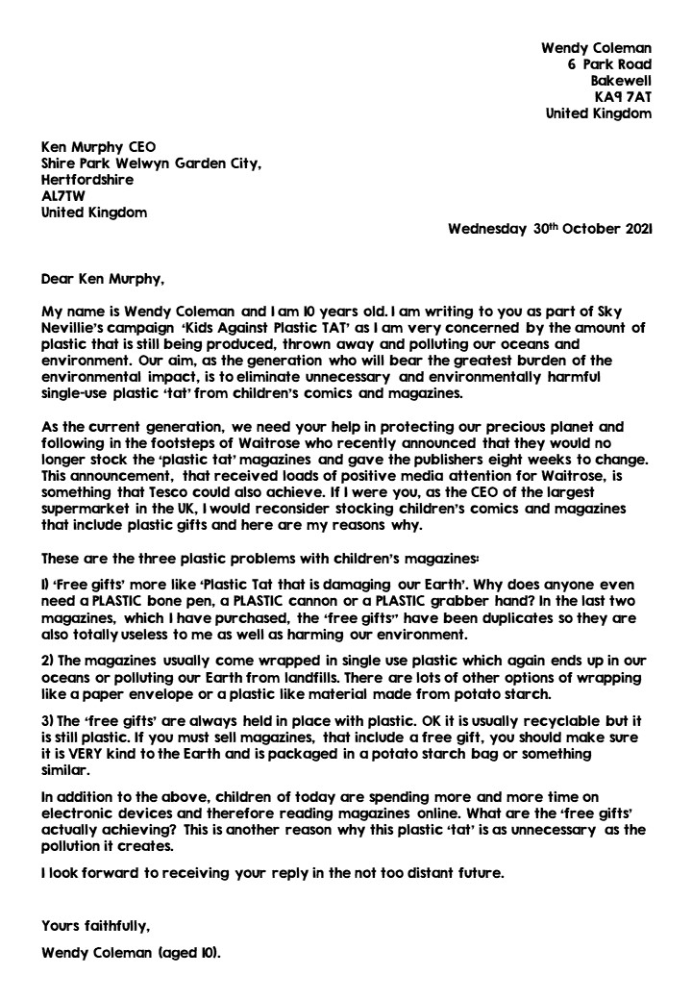 Wendy Coleman
6 Park Road
Bakewell
KA9 7AT
United Kingdom
Ken Murphy CEO
Shire Park Welwyn Garden City,
Hertfordshire
AL7TW
United Kingdom
Wednesday 30th October 2021
Dear Ken Murphy,
My name is Wendy Coleman and I am 10 years old. I am writing to you as part of Sky
Nevillie's campaign ‘Kids Against Plastic TAT’ as I am very concerned by the amount of
plastic that is still being produced, thrown away and polluting our oceans and
environment. Our aim, as the generation who will bear the greatest burden of the
environmental impact, is to eliminate unnecessary and environmentally harmful
single-use plastic ‘tat’ from children’s comics and magazines.
As the current generation, we need your help in protecting our precious planet and
following in the footsteps of Waitrose who recently announced that they would no
longer stock the ‘plastic tat’ magazines and gave the publishers eight weeks to change.
This announcement, that received loads of positive media attention for Waitrose, is
something that Tesco could also achieve. If I were you, as the CEO of the largest
supermarket in the UK, I would reconsider stocking children’s comics and magazines
that include plastic gifts and here are my reasons why.
These are the three plastic problems with children’s magazines:
1) ‘Free gifts’ more like ‘Plastic Tat that is damaging our Earth’. Why does anyone even
need a PLASTIC bone pen, a PLASTIC cannon or a PLASTIC grabber hand? In the last two
magazines, which I have purchased, the ‘free gifts” have been duplicates so they are
also totally useless to me as well as harming our environment.
2) The magazines usually come wrapped in single use plastic which again ends up in our
oceans or polluting our Earth from landfills. There are lots of other options of wrapping
like a paper envelope or a plastic like material made from potato starch.
3) The ‘free gifts’ are always held in place with plastic. OK it is usually recyclable but it
is still plastic. If you must sell magazines, that include a free gift, you should make sure
it is VERY kind to the Earth and is packaged in a potato starch bag or something
similar.
In addition to the above, children of today are spending more and more time on
electronic devices and therefore reading magazines online. What are the ‘free gifts’
actually achieving? This is another reason why this plastic ‘tat’ is as unnecessary as the
pollution it creates.
I look forward to receiving your reply in the not too distant future.
Yours faithfully,
Wendy Coleman (aged 10).